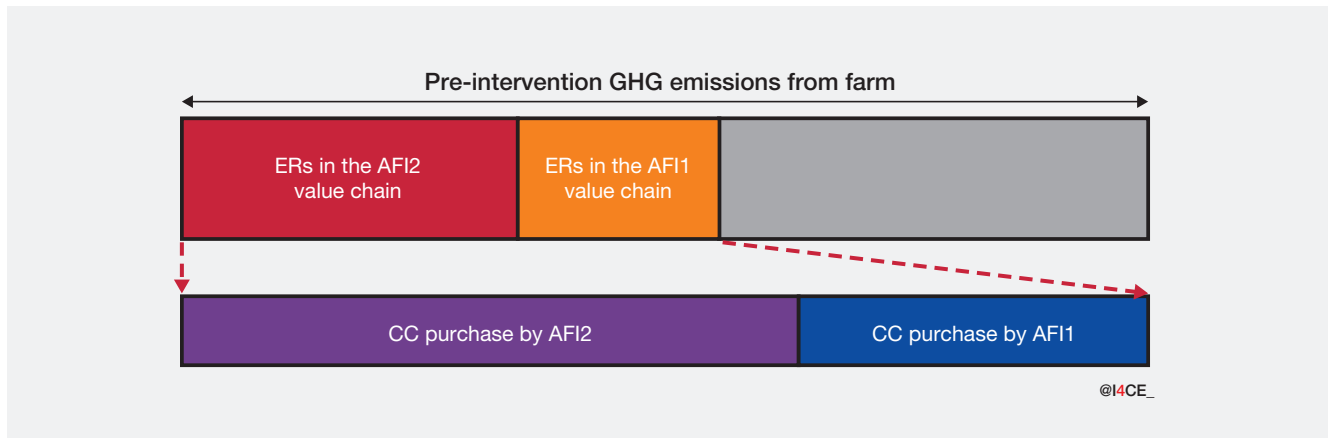 Pre-intervention GHG emissions from farm
ERs in the AFI2
value chain
ERs in the AFI1
value chain
CC purchase by AFI2
CC purchase by AFI1
@I4CE_